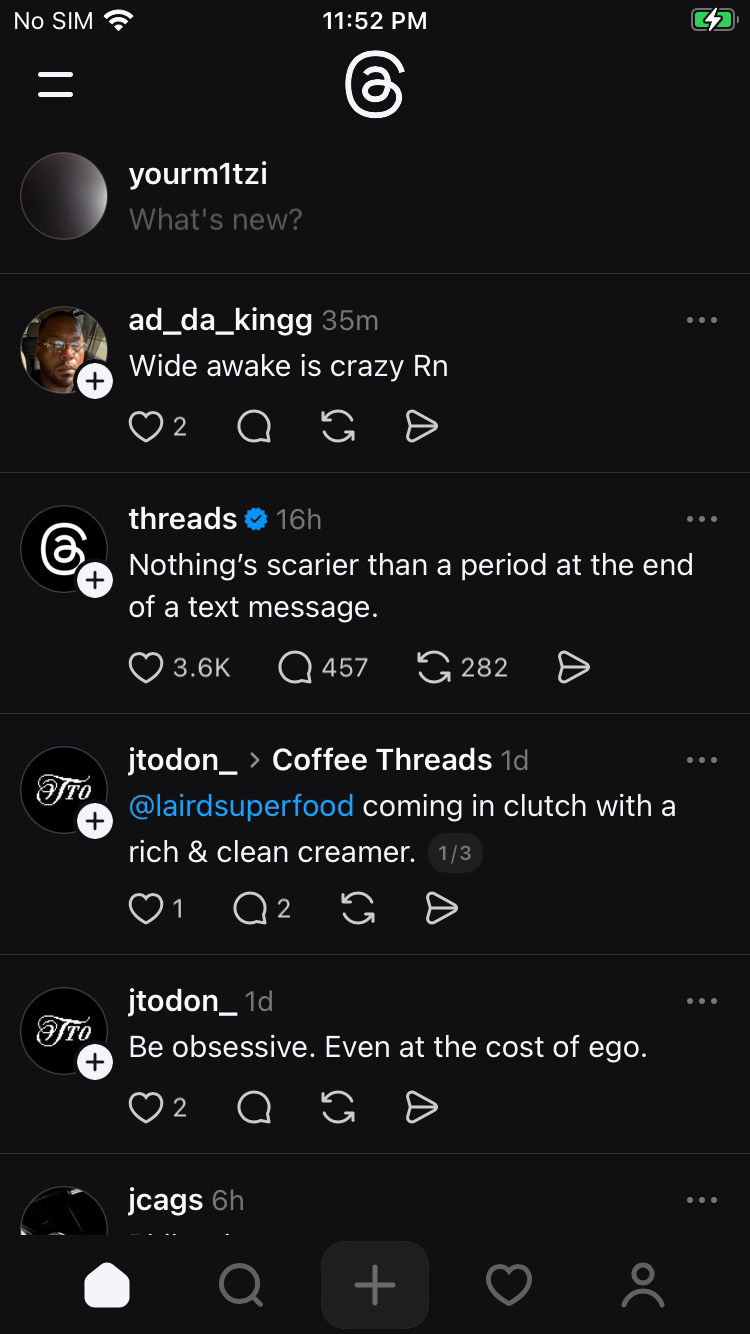 No SIM 11:52 PM
yourm1tzi
What's new?
ad_da_kingg 35m
Wide awake is crazy Rn
2
threads 16h
Nothing’s scarier than a period at the end
of a text message.
3.6K 457 282
JTO
jtodon_ > Coffee Threads 1d
@lairdsuperfood coming in clutch with a
rich & clean creamer. 1/3
1 2
JTO
jtodon_ 1d
Be obsessive. Even at the cost of ego.
2
jcags 6h